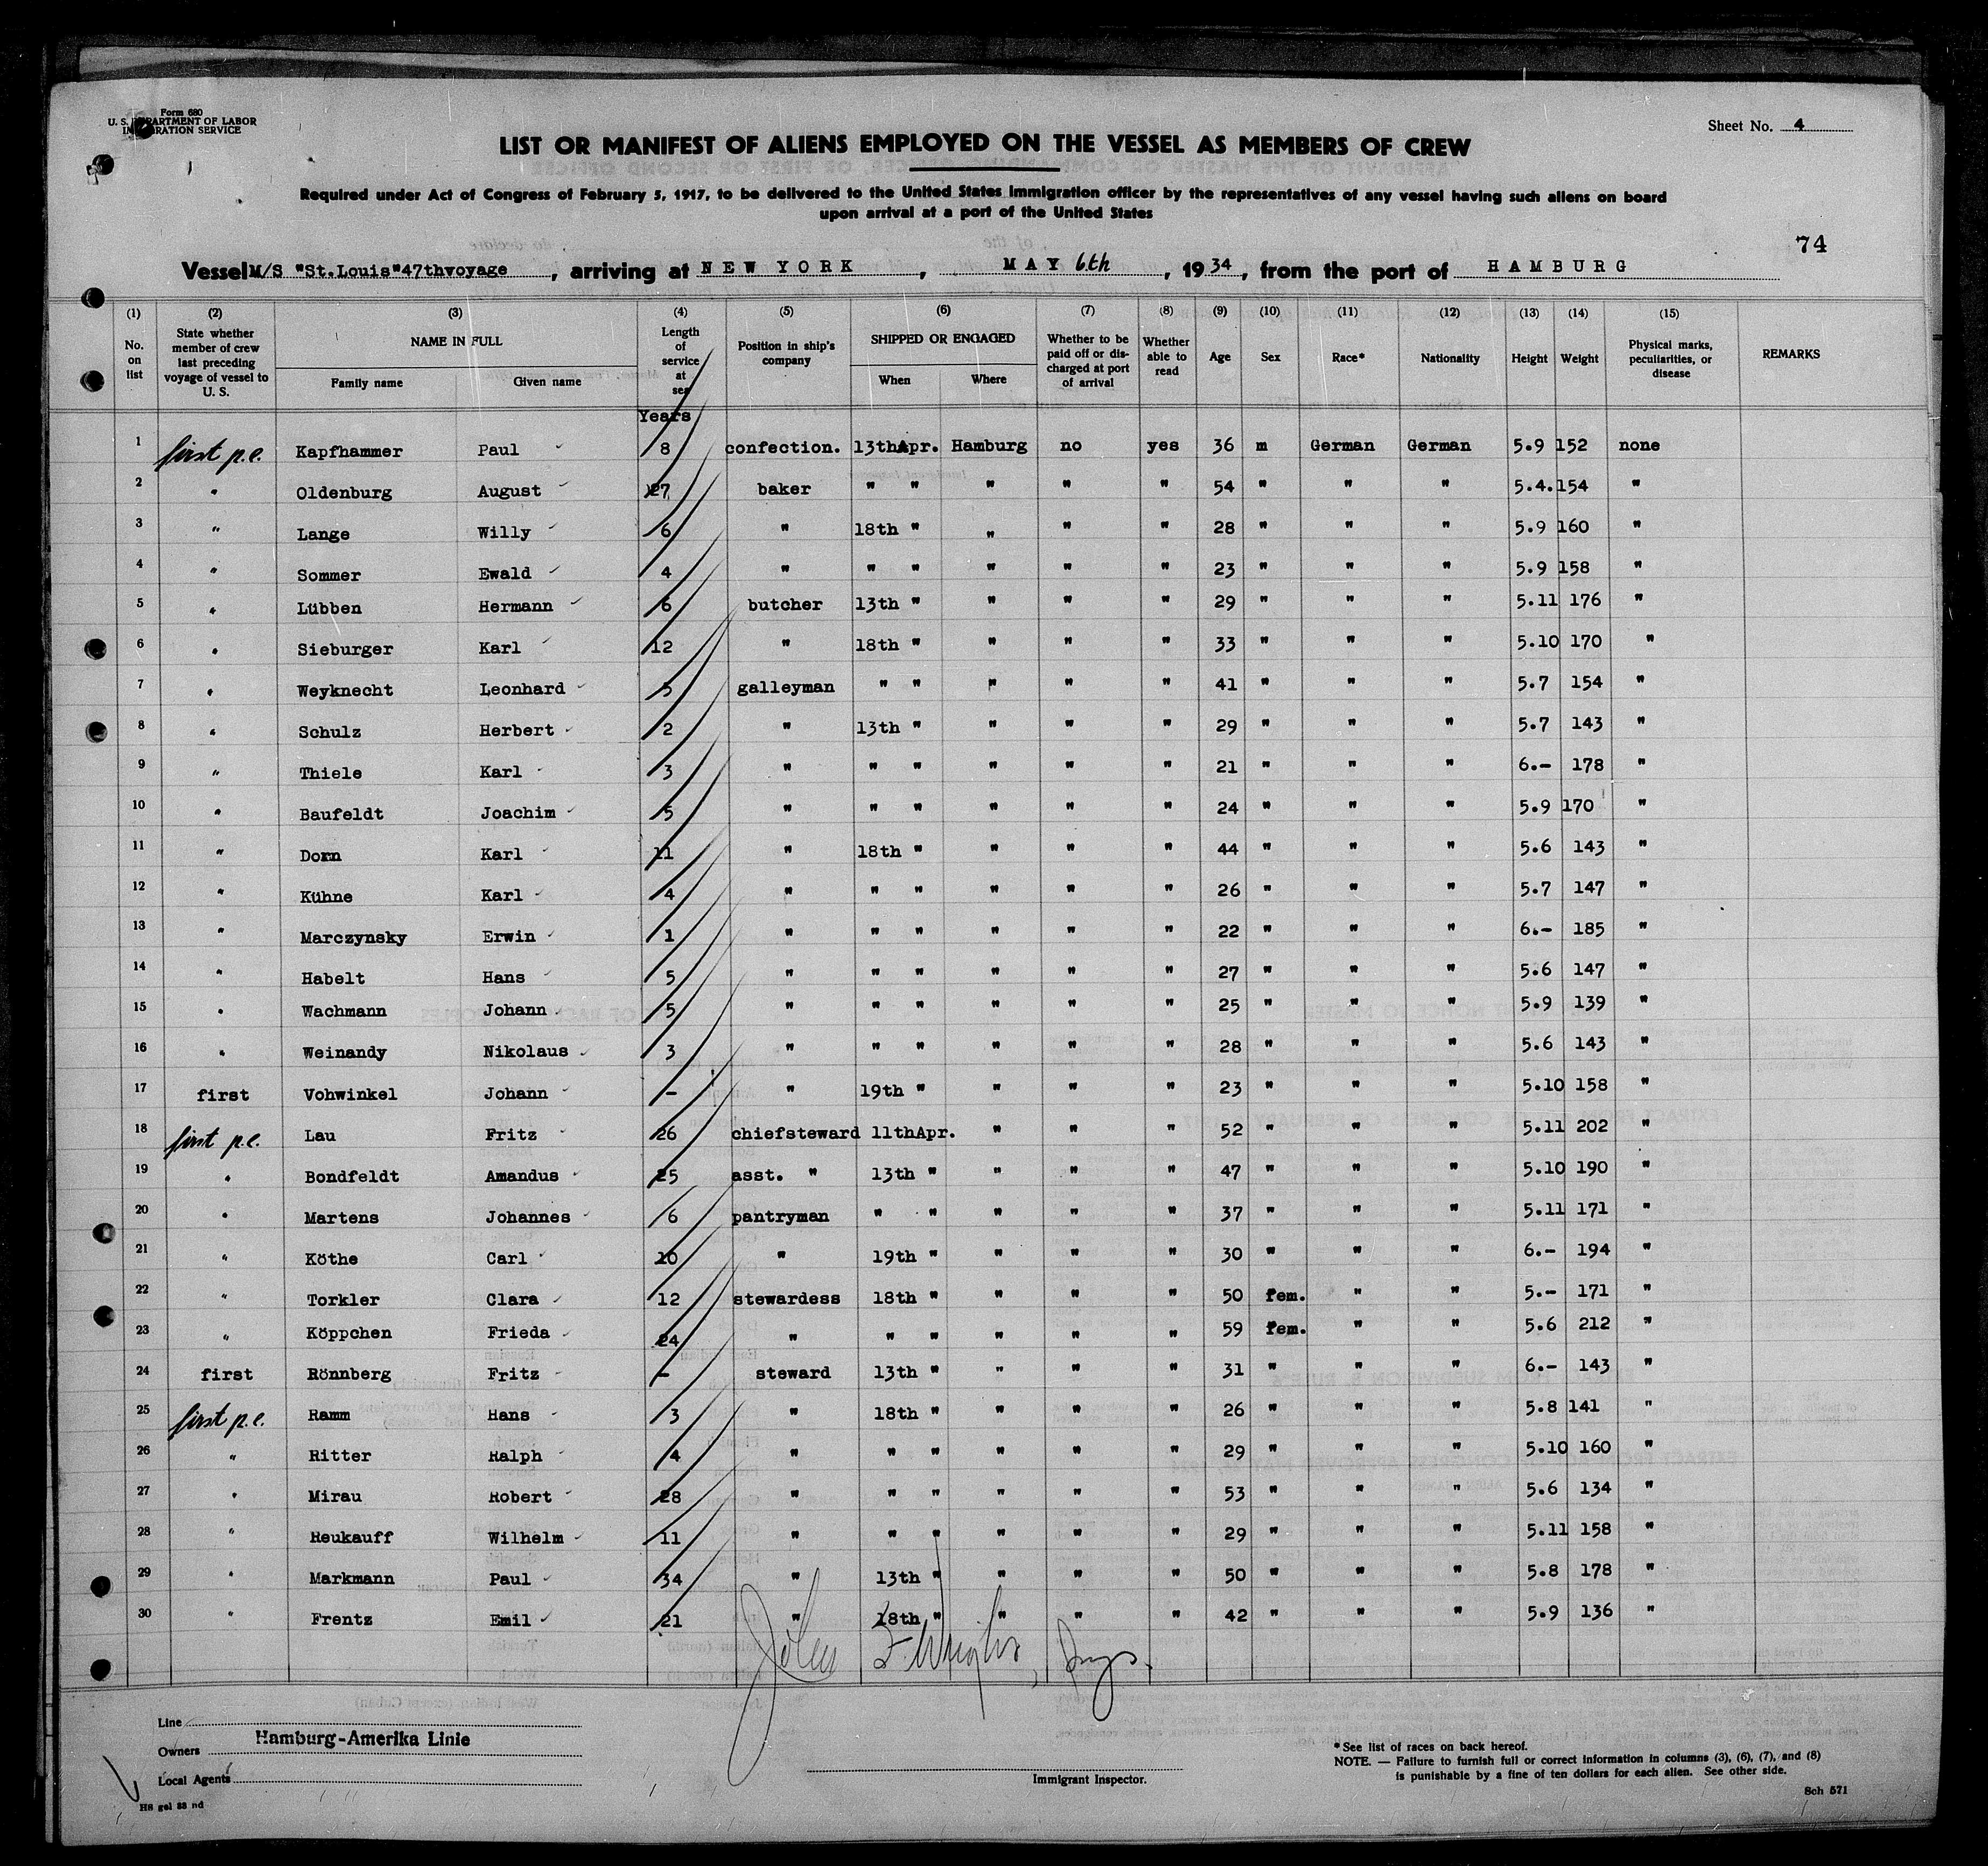 Form 680
U. S. DEPARTMENT OF LABOR
IMMIGRATION SERVICE
Sheet No. 4
LIST OR MANIFEST OF ALIENS EMPLOYED ON THE VESSEL AS MEMBERS OF CREW
Required under Act of Congress of February 5, 1917, to be delivered to the United States immigration officer by the representatives of any vessel having such aliens on board
upon arrival at a port of the United States
74
Vessel M/S "St.Louis"47thvoyage, arriving at NEW YORK, MAY 6th, 1934, from the port of HAMBURG
(1) (2) (3) (4) (5) (6) (7) (8) (9) (10) (11) (12) (13) (14) (15)
No. on list | State whether member of crew last preceding voyage of vessel to U. S. | NAME IN FULL Family name Given name | Length of service at sea | Position in ship's company | SHIPPED OR ENGAGED When Where | Whether to be paid off or discharged at port of arrival | Whether able to read | Age | Sex | Race* | Nationality | Height | Weight | Physical marks, peculiarities, or disease | REMARKS
Years
1 first p.e. Kapfhammer Paul 8 confection. 13thApr. Hamburg no yes 36 m German German 5.9 152 none
2 " Oldenburg August 27 baker " " " " " 54 " " " 5.4. 154 "
3 " Lange Willy 6 " 18th " " " " 28 " " " 5.9 160 "
4 " Sommer Ewald 4 " " " " " " 23 " " " 5.9 158 "
5 " Lübben Hermann 6 butcher 13th " " " " 29 " " " 5.11 176 "
6 " Sieburger Karl 12 " 18th " " " " 33 " " " 5.10 170 "
7 " Weyknecht Leonhard 5 galleyman " " " " " 41 " " " 5.7 154 "
8 " Schulz Herbert 2 " 13th " " " " 29 " " " 5.7 143 "
9 " Thiele Karl 3 " " " " " " 21 " " " 6.- 178 "
10 " Baufeldt Joachim 5 " " " " " " 24 " " " 5.9 170 "
11 " Dorn Karl 11 " 18th " " " " 44 " " " 5.6 143 "
12 " Kühne Karl 4 " " " " " " 26 " " " 5.7 147 "
13 " Marczynsky Erwin 1 " " " " " " 22 " " " 6.- 185 "
14 " Habelt Hans 5 " " " " " " 27 " " " 5.6 147 "
15 " Wachmann Johann 5 " " " " " " 25 " " " 5.9 139 "
16 " Weinandy Nikolaus 3 " " " " " " 28 " " " 5.6 143 "
17 first Vohwinkel Johann - " 19th " " " " 23 " " " 5.10 158 "
18 first p.e. Lau Fritz 26 chiefsteward 11thApr. " " " 52 " " " 5.11 202 "
19 " Bondfeldt Amandus 25 asst. " 13th " " " " 47 " " " 5.10 190 "
20 " Martens Johannes 6 pantryman " " " " " 37 " " " 5.11 171 "
21 " Köthe Carl 10 " 19th " " " " 30 " " " 6.- 194 "
22 " Torkler Clara 12 stewardess 18th " " " " 50 fem. " " 5.- 171 "
23 " Köppchen Frieda 24 " " " " " " 59 fem. " " 5.6 212 "
24 first Rönnberg Fritz - steward 13th " " " " 31 " " " 6.- 143 "
25 first p.e. Ramm Hans 3 " 18th " " " " 26 " " " 5.8 141 "
26 " Ritter Ralph 4 " " " " " " 29 " " " 5.10 160 "
27 " Mirau Robert 28 " " " " " " 53 " " " 5.6 134 "
28 " Reukauff Wilhelm 11 " " " " " " 29 " " " 5.11 158 "
29 " Markmann Paul 34 " 13th " " " " 50 " " " 5.8 178 "
30 " Frentz Emil 21 " 18th " " " " 42 " " " 5.9 136 "
Line
Owners Hamburg-Amerika Linie
Local Agents
Immigrant Inspector.
*See list of races on back hereof.
NOTE. — Failure to furnish full or correct information in columns (3), (6), (7), and (8)
is punishable by a fine of ten dollars for each alien. See other side.
Sch 571